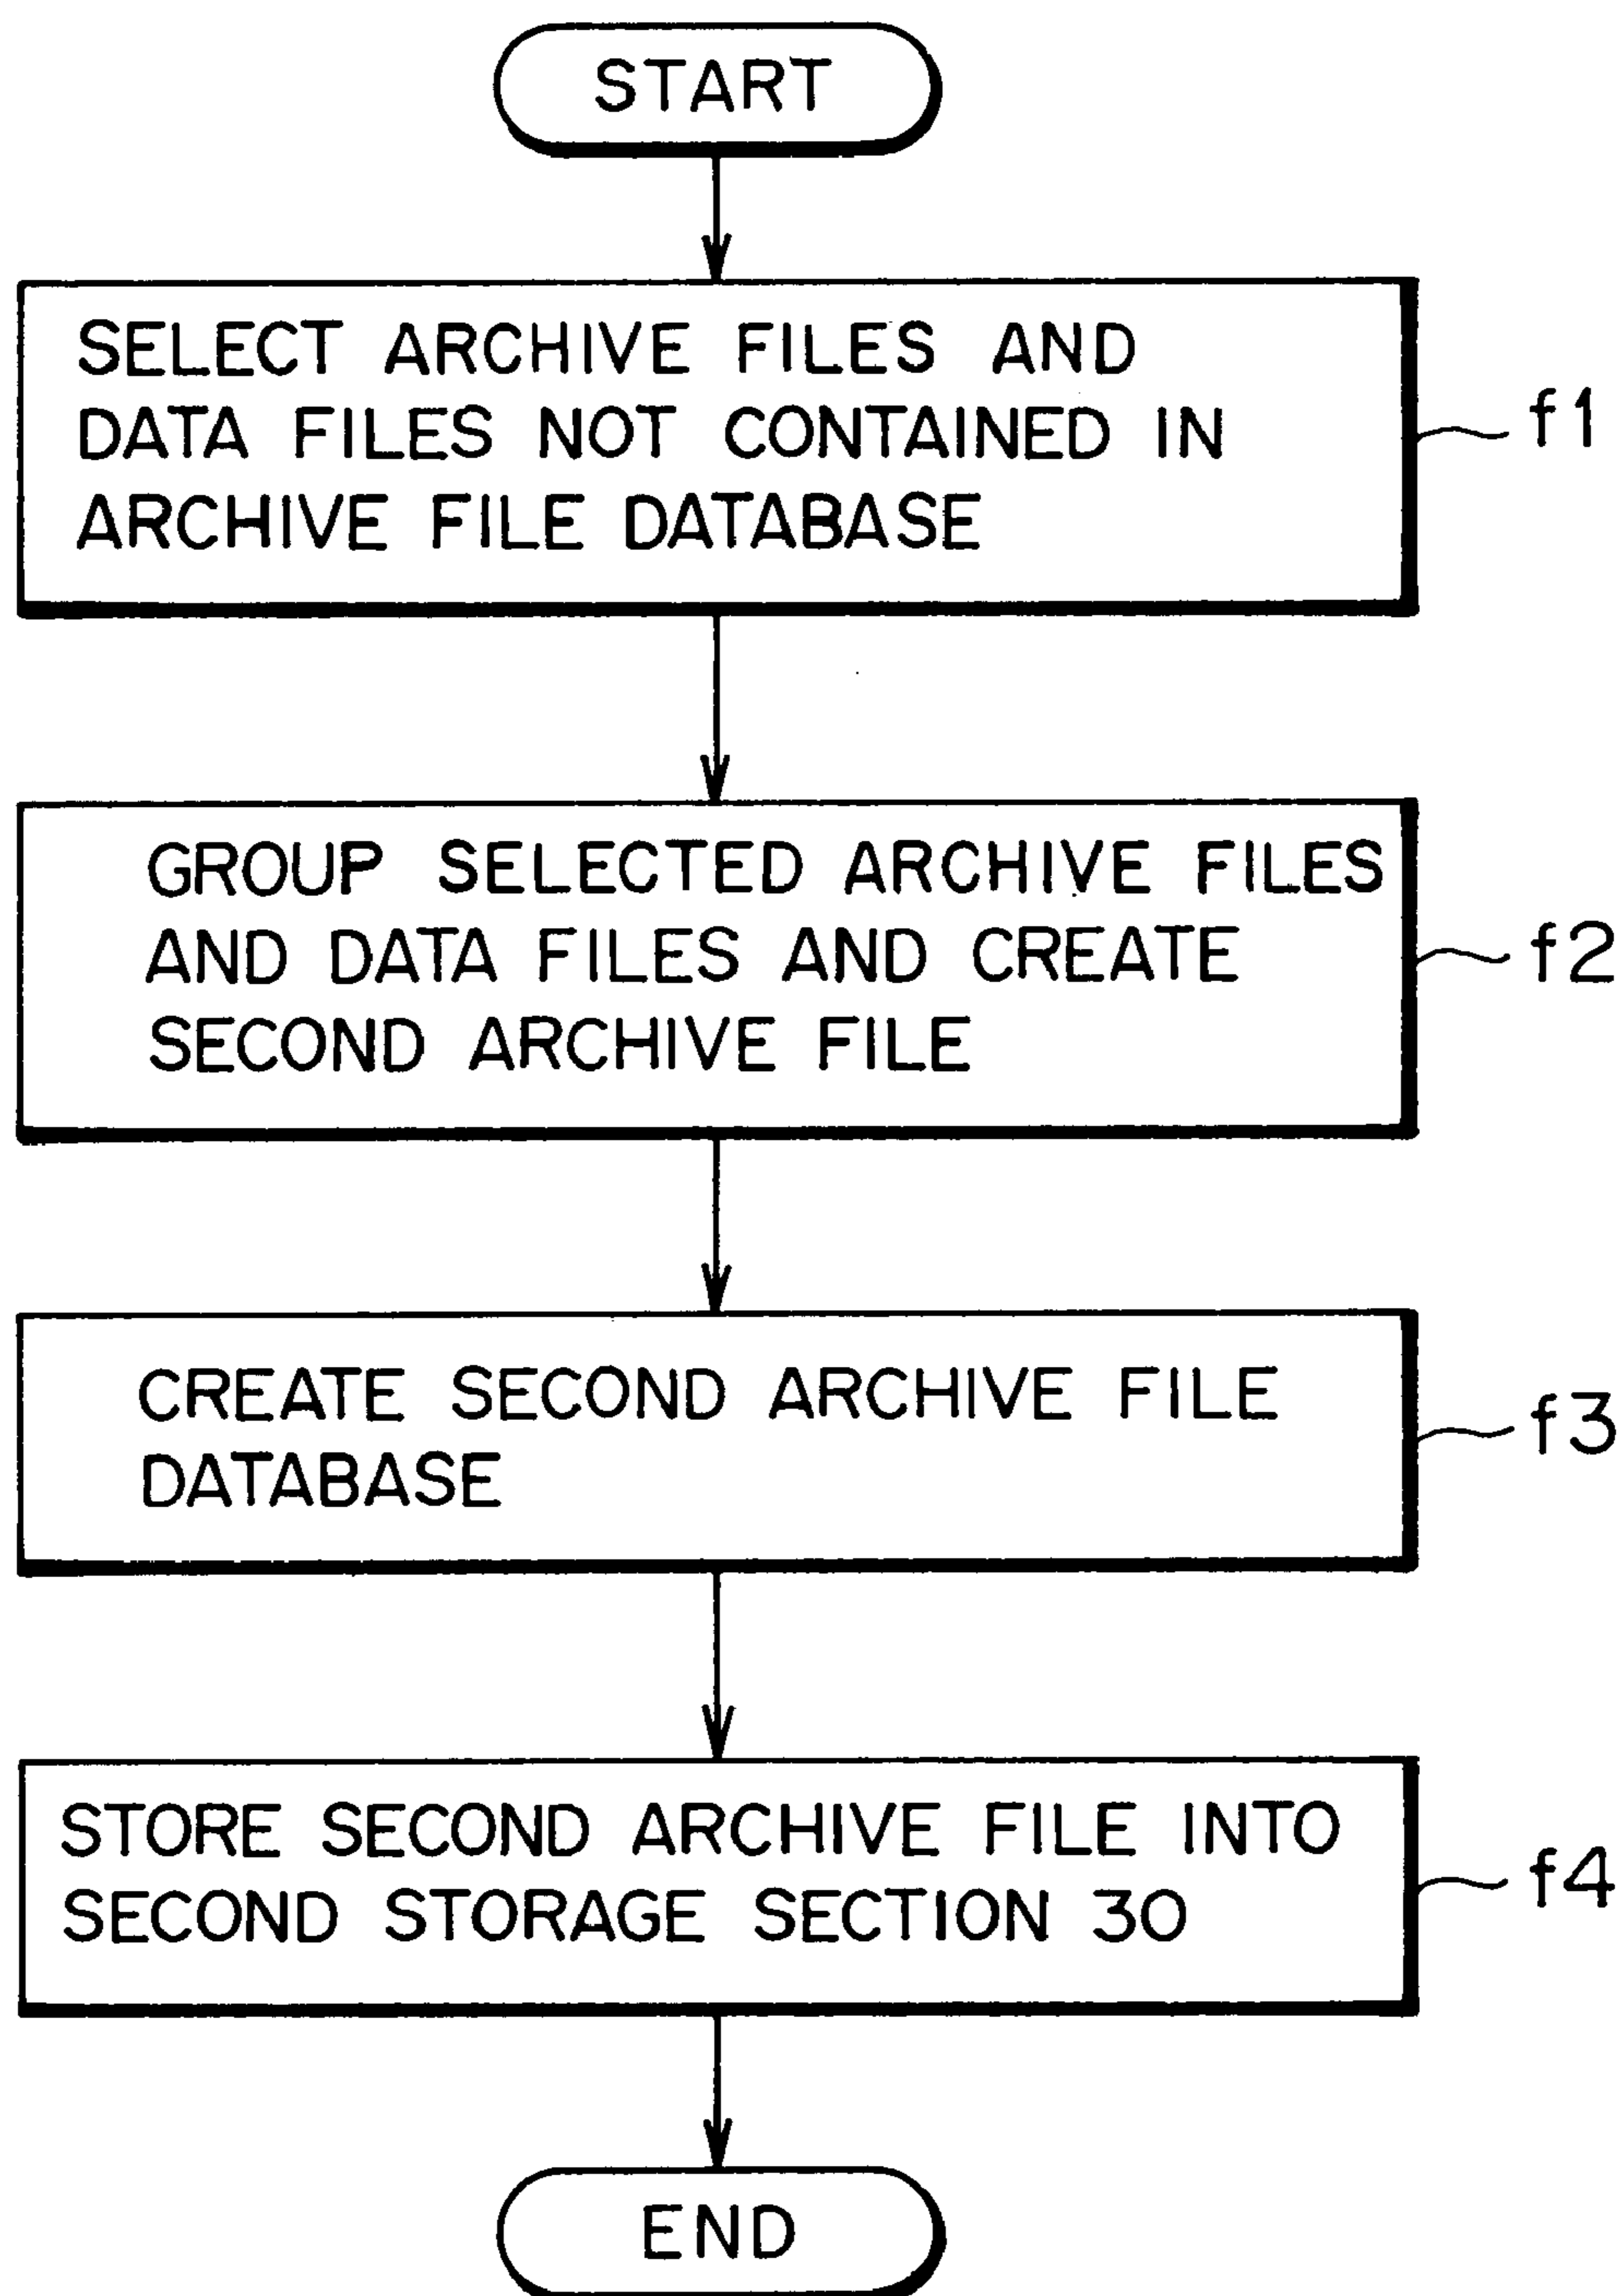 START
SELECT ARCHIVE FILES AND
DATA FILES NOT CONTAINED IN
ARCHIVE FILE DATABASE
f1
GROUP SELECTED ARCHIVE FILES
AND DATA FILES AND CREATE
SECOND ARCHIVE FILE
f2
CREATE SECOND ARCHIVE FILE
DATABASE
f3
STORE SECOND ARCHIVE FILE INTO
SECOND STORAGE SECTION 30
f4
END